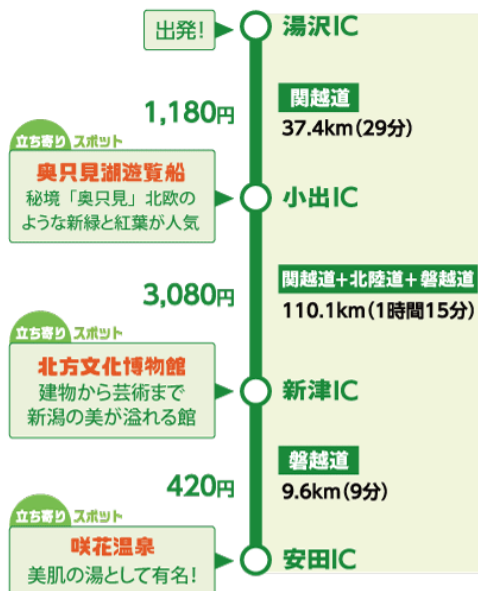 出発!
湯沢IC
1,180円
関越道
37.4km(29分)
立ち寄りスポット
奥只見湖遊覧船
秘境「奥只見」北欧の
ような新緑と紅葉が人気
小出IC
3,080円
関越道+北陸道+磐越道
110.1km(1時間15分)
立ち寄りスポット
北方文化博物館
建物から芸術まで
新潟の美が溢れる館
新津IC
420円
磐越道
9.6km(9分)
立ち寄りスポット
咲花温泉
美肌の湯として有名!
安田IC